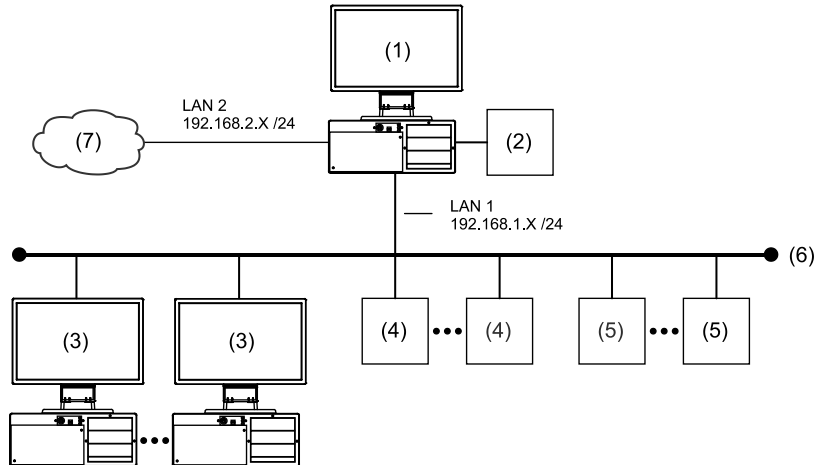 (1)
LAN 2
192.168.2.X /24
(7)
(2)
LAN 1
192.168.1.X /24
(6)
(3)
(3)
(4)
(4)
(5)
(5)